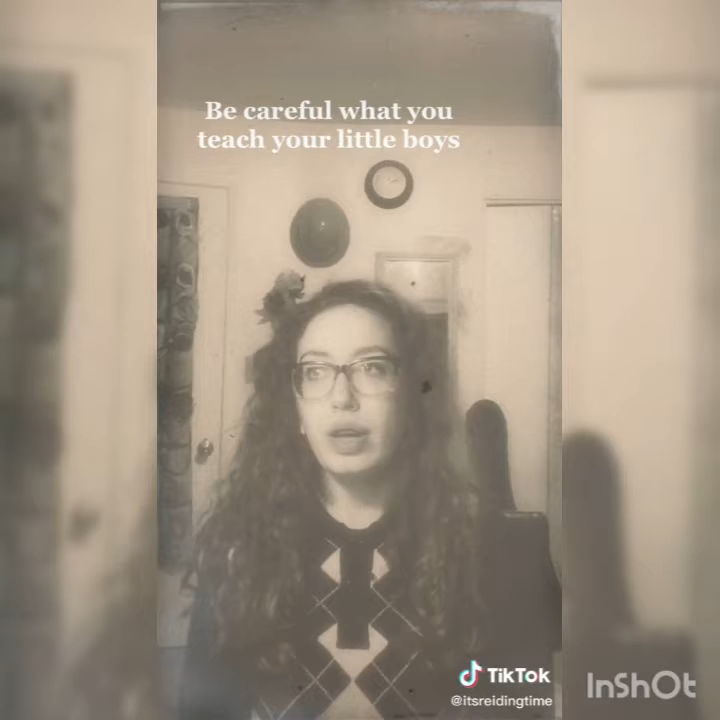 Be careful what you
teach your little boys
TikTok
@itsreidingtime
InShOt